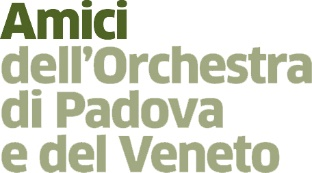 Amici
dell’Orchestra
di Padova
e del Veneto